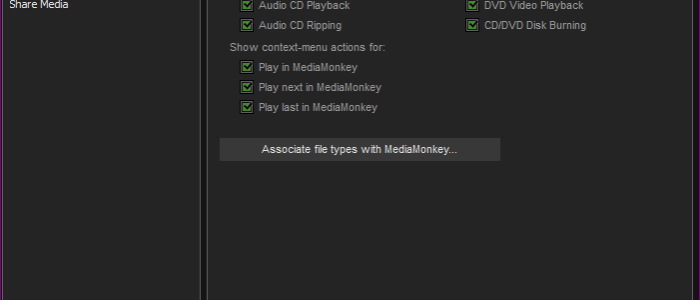 Share Media
Audio CD Playback
DVD Video Playback
Audio CD Ripping
CD/DVD Disk Burning
Show context-menu actions for:
Play in MediaMonkey
Play next in MediaMonkey
Play last in MediaMonkey
Associate file types with MediaMonkey...